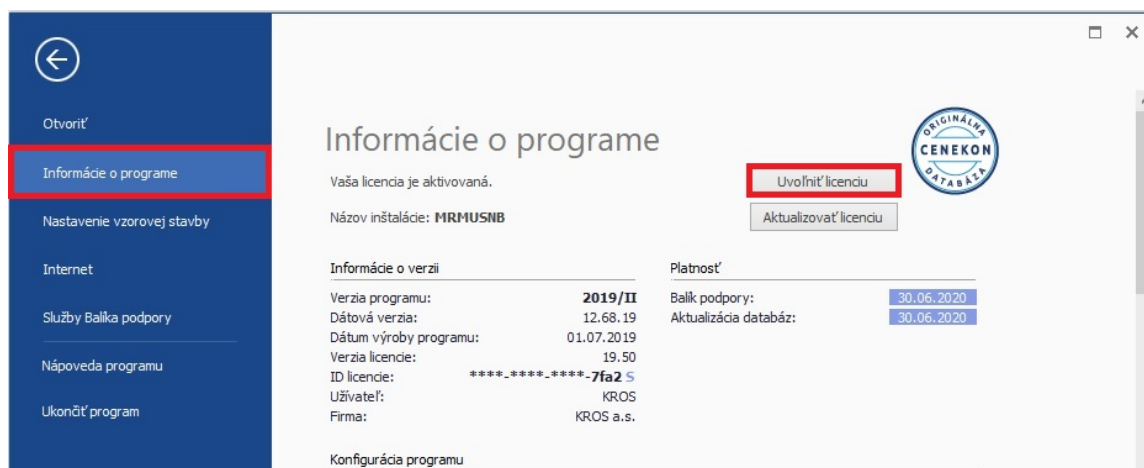 Otvoriť
Informácie o programe
Nastavenie vzorovej stavby
Internet
Služby Balíka podpory
Nápoveda programu
Ukončiť program
Informácie o programe
Vaša licencia je aktivovaná.
Uvoľniť licenciu
Názov inštalácie: MRMUSNB
Aktualizovať licenciu
ORIGINÁLNA
CENEKON
DATABÁZA
Informácie o verzii
Verzia programu: 2019/II
Dátová verzia: 12.68.19
Dátum výroby programu: 01.07.2019
Verzia licencie: 19.50
ID licencie: ****-****-****-7fa2 S
Užívateľ: KROS
Firma: KROS a.s.
Platnosť
Balík podpory: 30.06.2020
Aktualizácia databáz: 30.06.2020
Konfigurácia programu